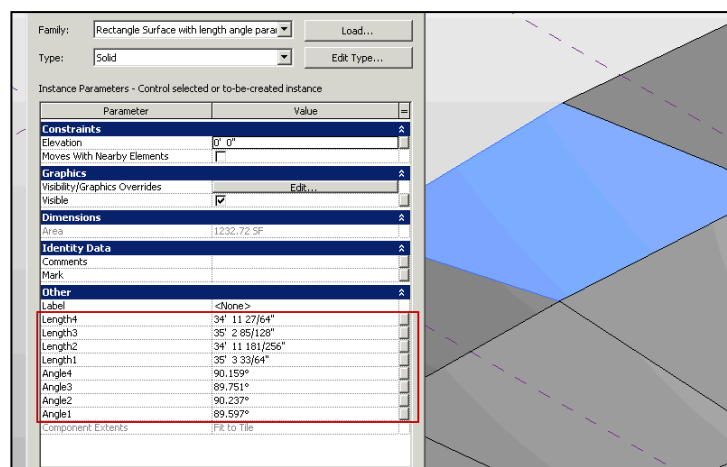 Family: Rectangle Surface with length angle para Load...
Type: Solid Edit Type...
Instance Parameters - Control selected or to-be-created instance
Parameter Value =
Constraints
Elevation 0' 0"
Moves With Nearby Elements
Graphics
Visibility/Graphics Overrides Edit...
Visible
Dimensions
Area 1232.72 SF
Identity Data
Comments
Mark
Other
Label <None>
Length4 34' 11 27/64"
Length3 35' 2 85/128"
Length2 34' 11 181/256"
Length1 35' 3 33/64"
Angle4 90.159°
Angle3 89.751°
Angle2 90.237°
Angle1 89.597°
Component Extents Fit to Tile